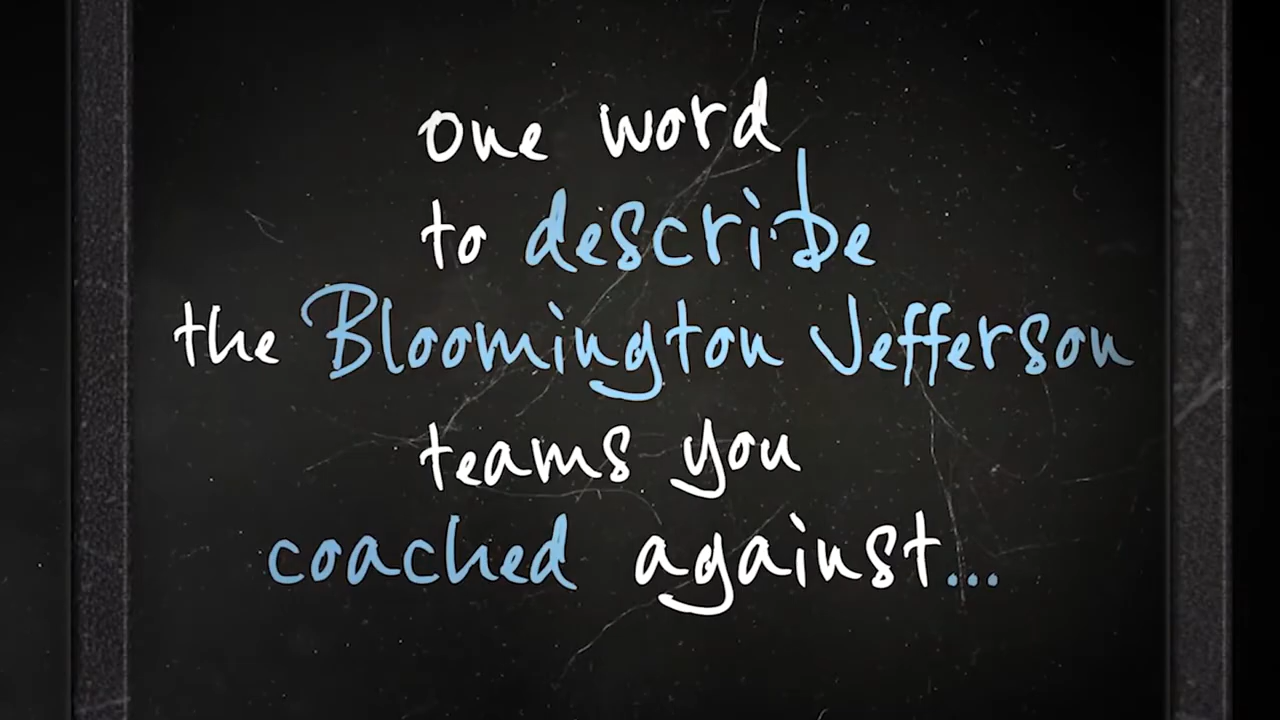 one word
to describe
the Bloomington Jefferson
teams you
coached against...